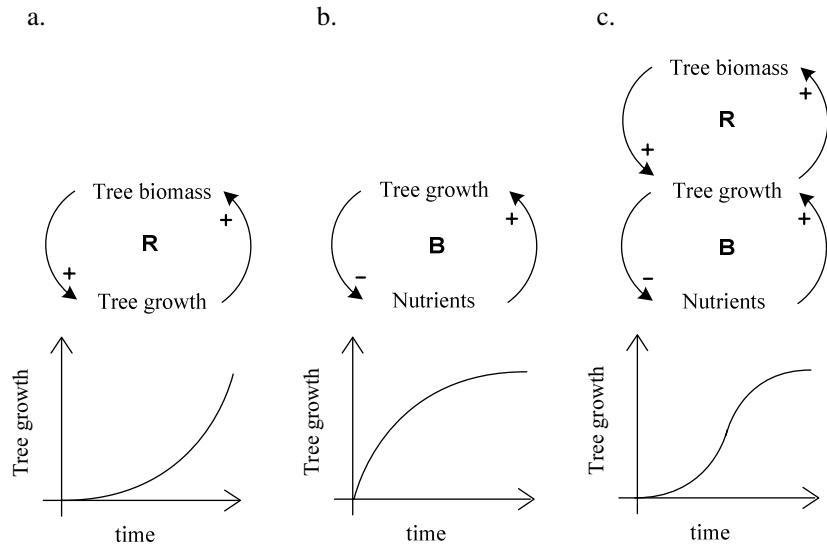 a.
Tree biomass
+
R
+
Tree growth
Tree growth
time
b.
Tree growth
+
B
-
Nutrients
Tree growth
time
c.
Tree biomass
+
R
+
Tree growth
+
B
-
Nutrients
Tree growth
time